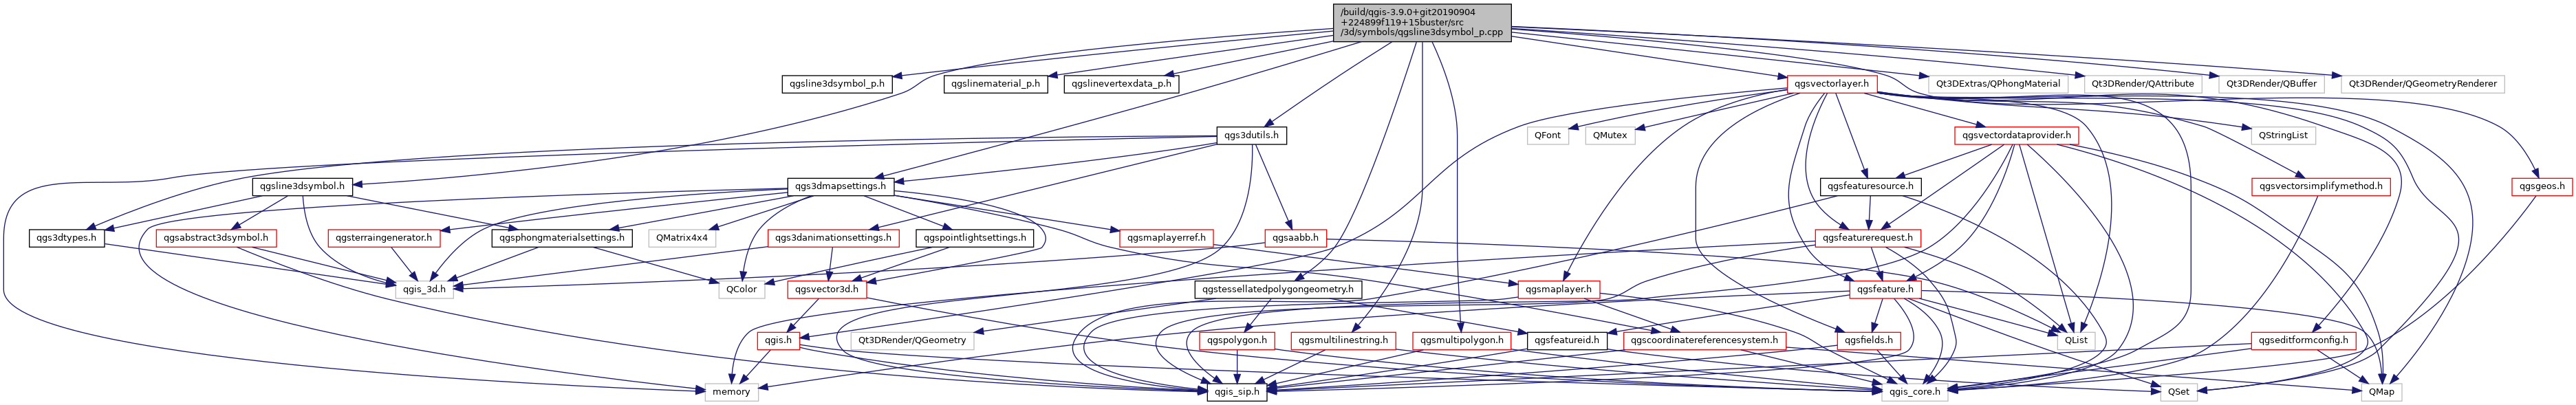 /build/qgis-3.9.0+git20190904
+224899f119+15buster/src
/3d/symbols/qgsline3dsymbol_p.cpp
qgsline3dsymbol_p.h
qgslinematerial_p.h
qgslinevertexdata_p.h
qgsvectorlayer.h
Qt3DExtras/QPhongMaterial
Qt3DRender/QAttribute
Qt3DRender/QBuffer
Qt3DRender/QGeometryRenderer
qgs3dutils.h
QFont
QMutex
qgsvectordataprovider.h
QStringList
qgsline3dsymbol.h
qgs3dmapsettings.h
qgsfeaturesource.h
qgsvectorsimplifymethod.h
qgsgeos.h
qgs3dtypes.h
qgsabstract3dsymbol.h
qgsterraingenerator.h
qgsphongmaterialsettings.h
QMatrix4x4
qgs3danimationsettings.h
qgspointlightsettings.h
qgsmaplayerref.h
qgsaabb.h
qgsfeaturerequest.h
qgis_3d.h
QColor
qgsvector3d.h
qgstessellatedpolygongeometry.h
qgsmaplayer.h
qgsfeature.h
qgis.h
Qt3DRender/QGeometry
qgspolygon.h
qgsmultilinestring.h
qgsmultipolygon.h
qgsfeatureid.h
qgscoordinatereferencesystem.h
qgsfields.h
QList
qgseditformconfig.h
memory
qgis_sip.h
qgis_core.h
QSet
QMap